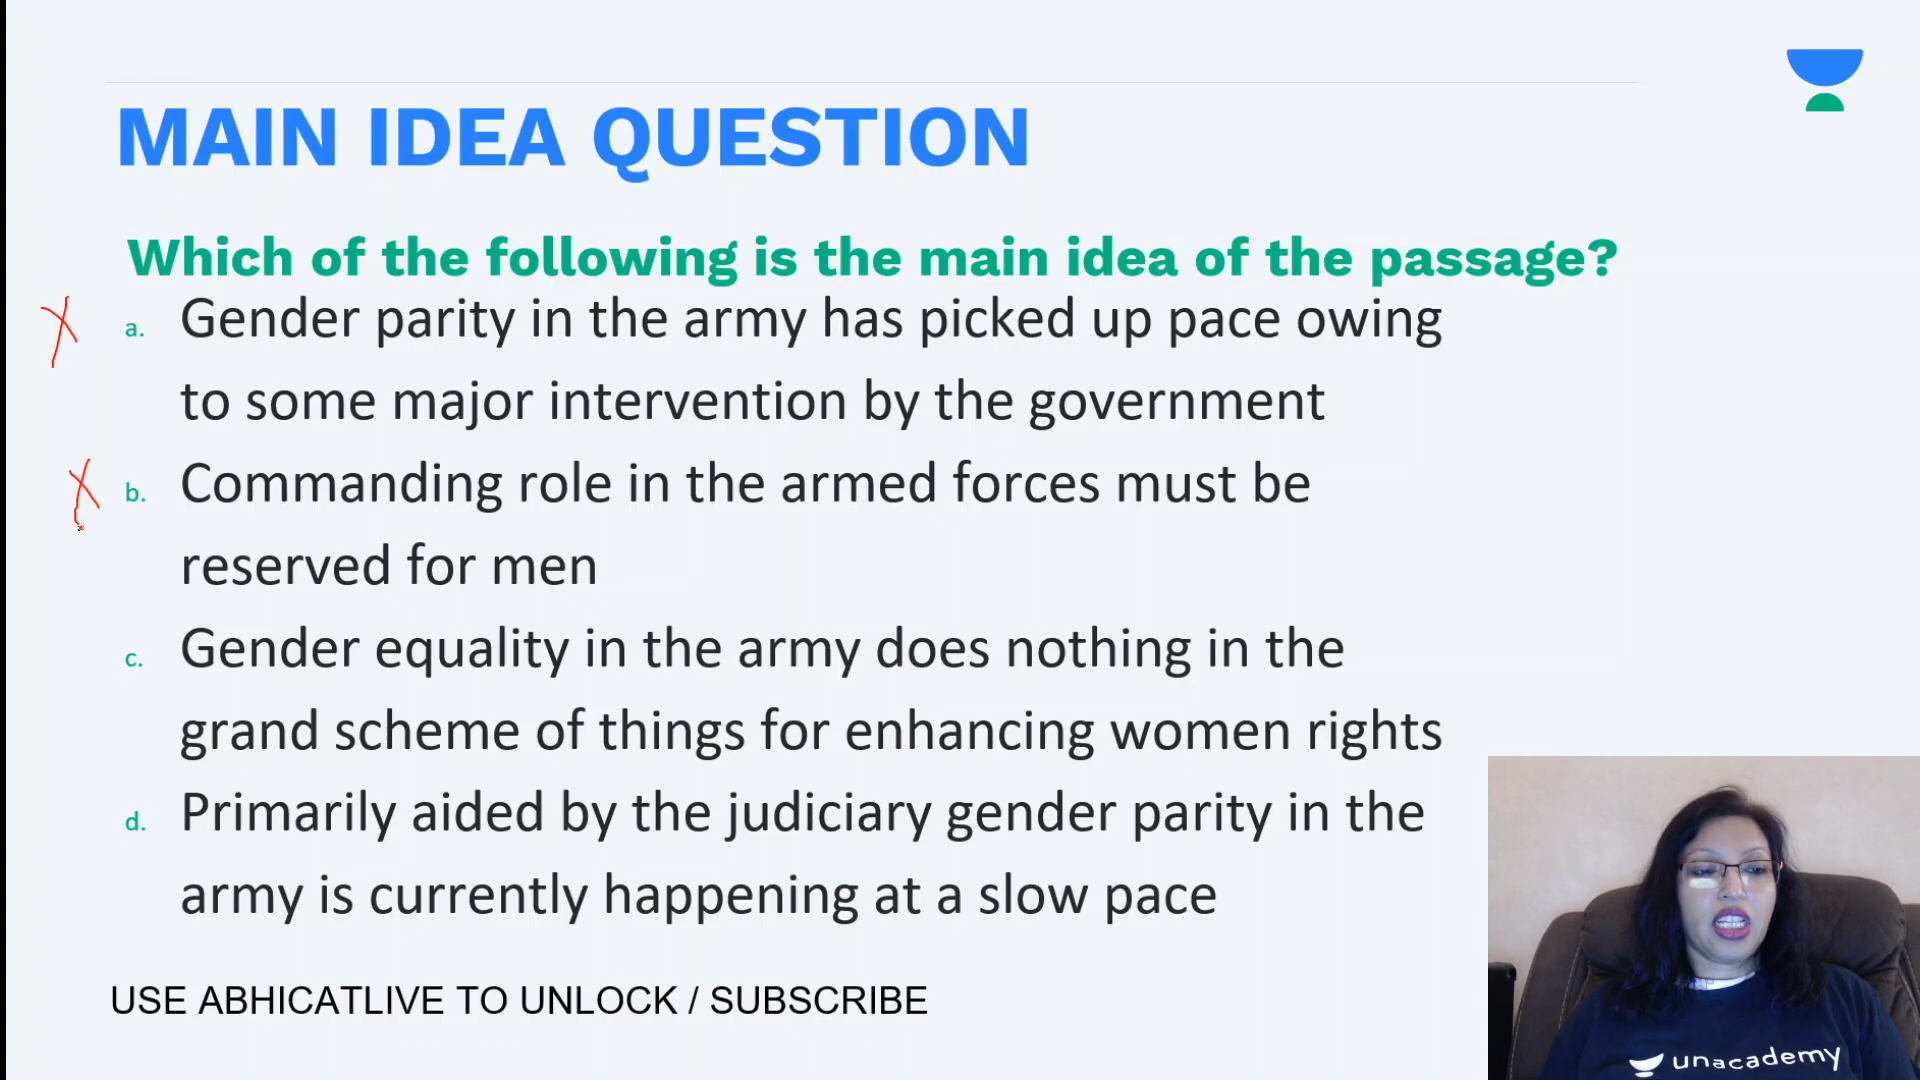 MAIN IDEA QUESTION
Which of the following is the main idea of the passage?
a. Gender parity in the army has picked up pace owing
to some major intervention by the government
b. Commanding role in the armed forces must be
reserved for men
c. Gender equality in the army does nothing in the
grand scheme of things for enhancing women rights
d. Primarily aided by the judiciary gender parity in the
army is currently happening at a slow pace
USE ABHICATLIVE TO UNLOCK / SUBSCRIBE
unacademy